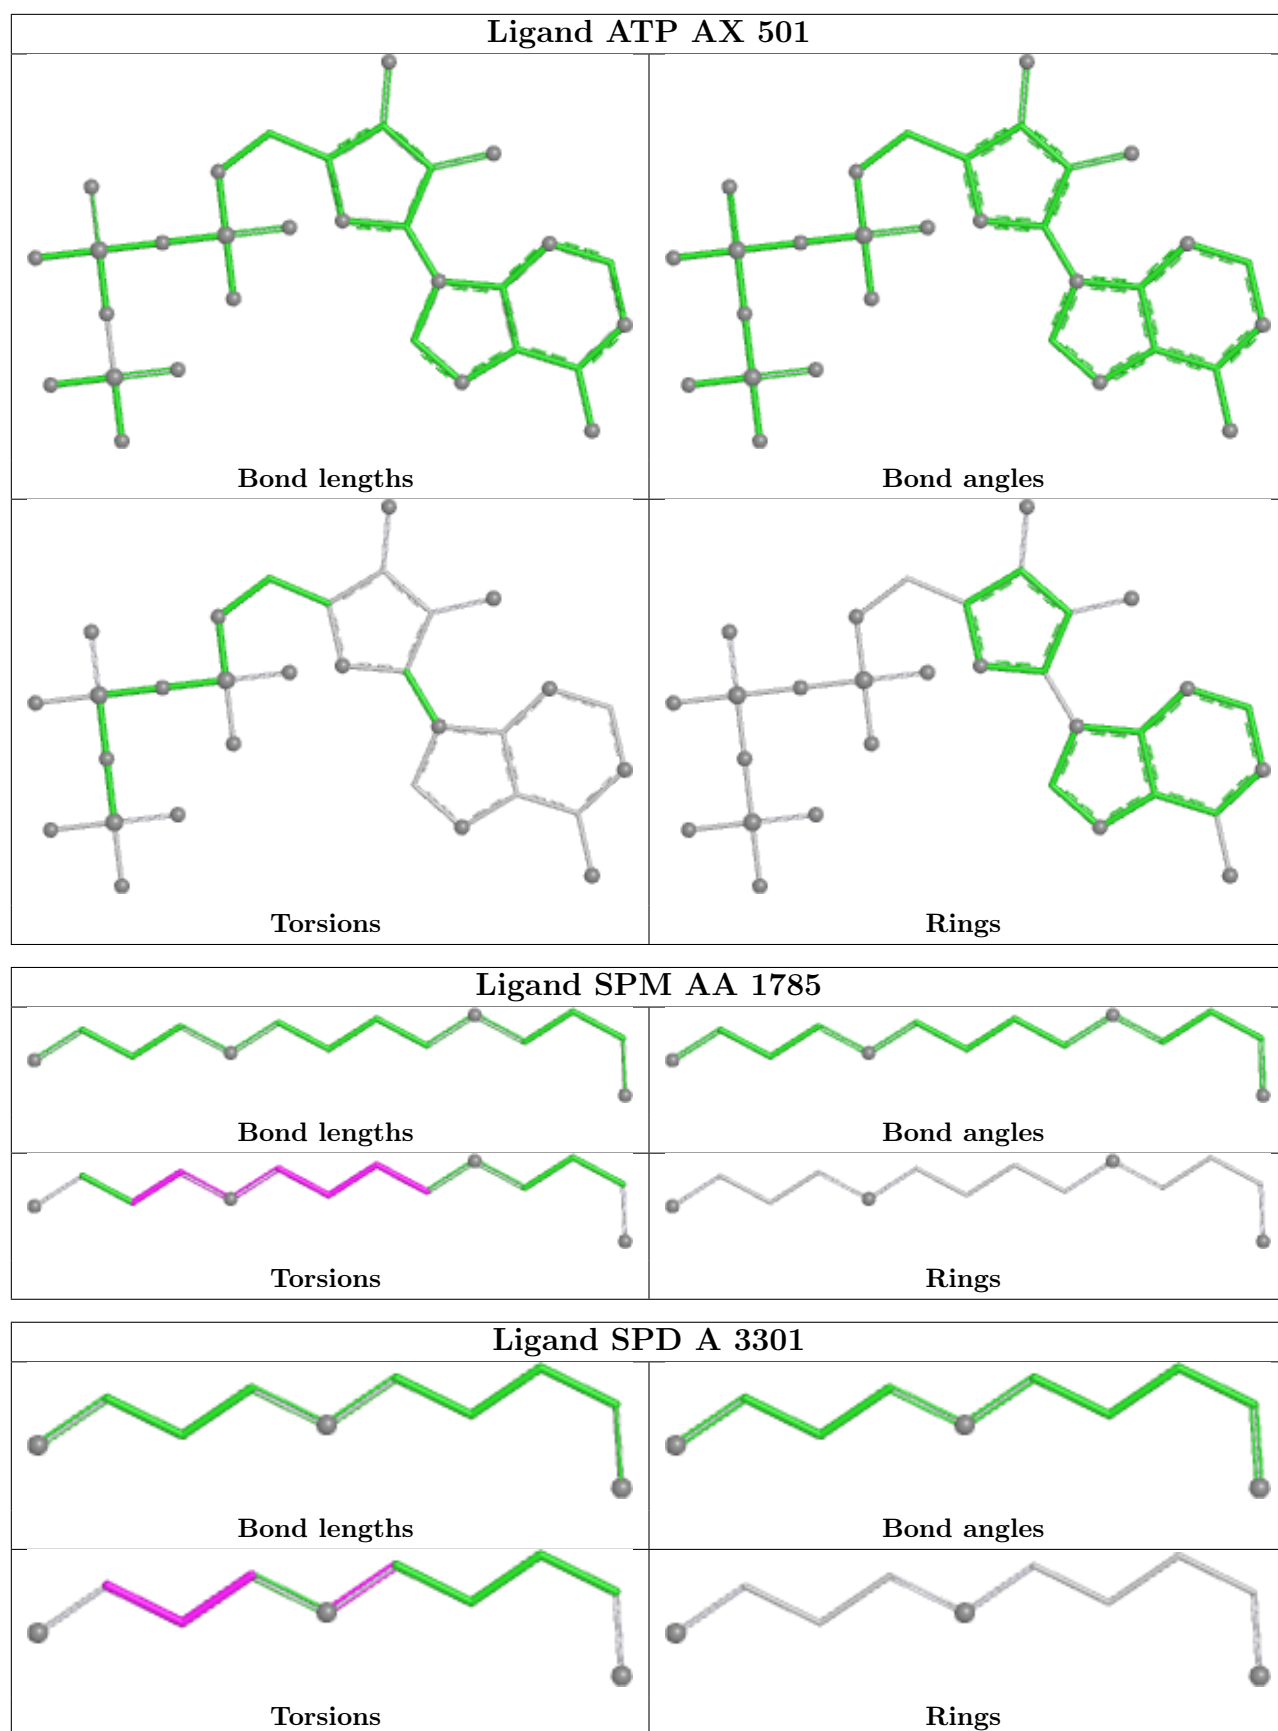 Ligand ATP AX 501
Bond lengths
Bond angles
Torsions
Rings
Ligand SPM AA 1785
Bond lengths
Bond angles
Torsions
Rings
Ligand SPD A 3301
Bond lengths
Bond angles
Torsions
Rings